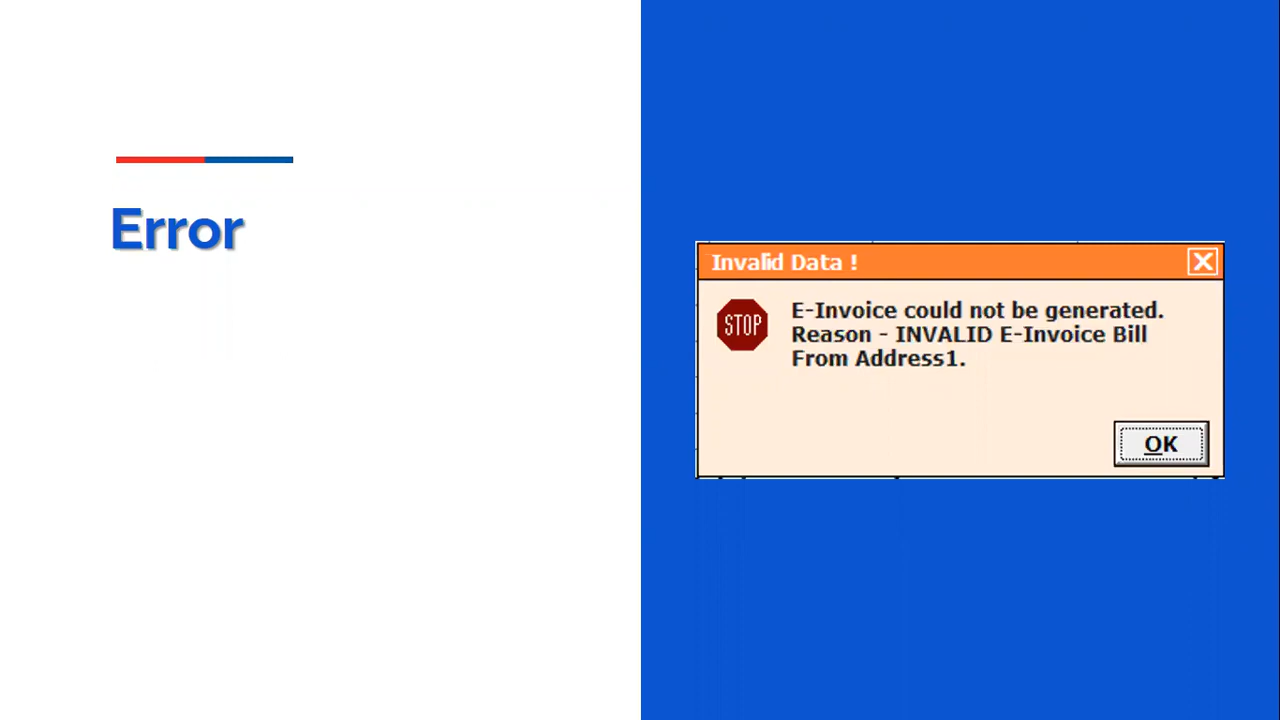 Error
Invalid Data !
STOP
E-Invoice could not be generated.
Reason - INVALID E-Invoice Bill
From Address1.
OK